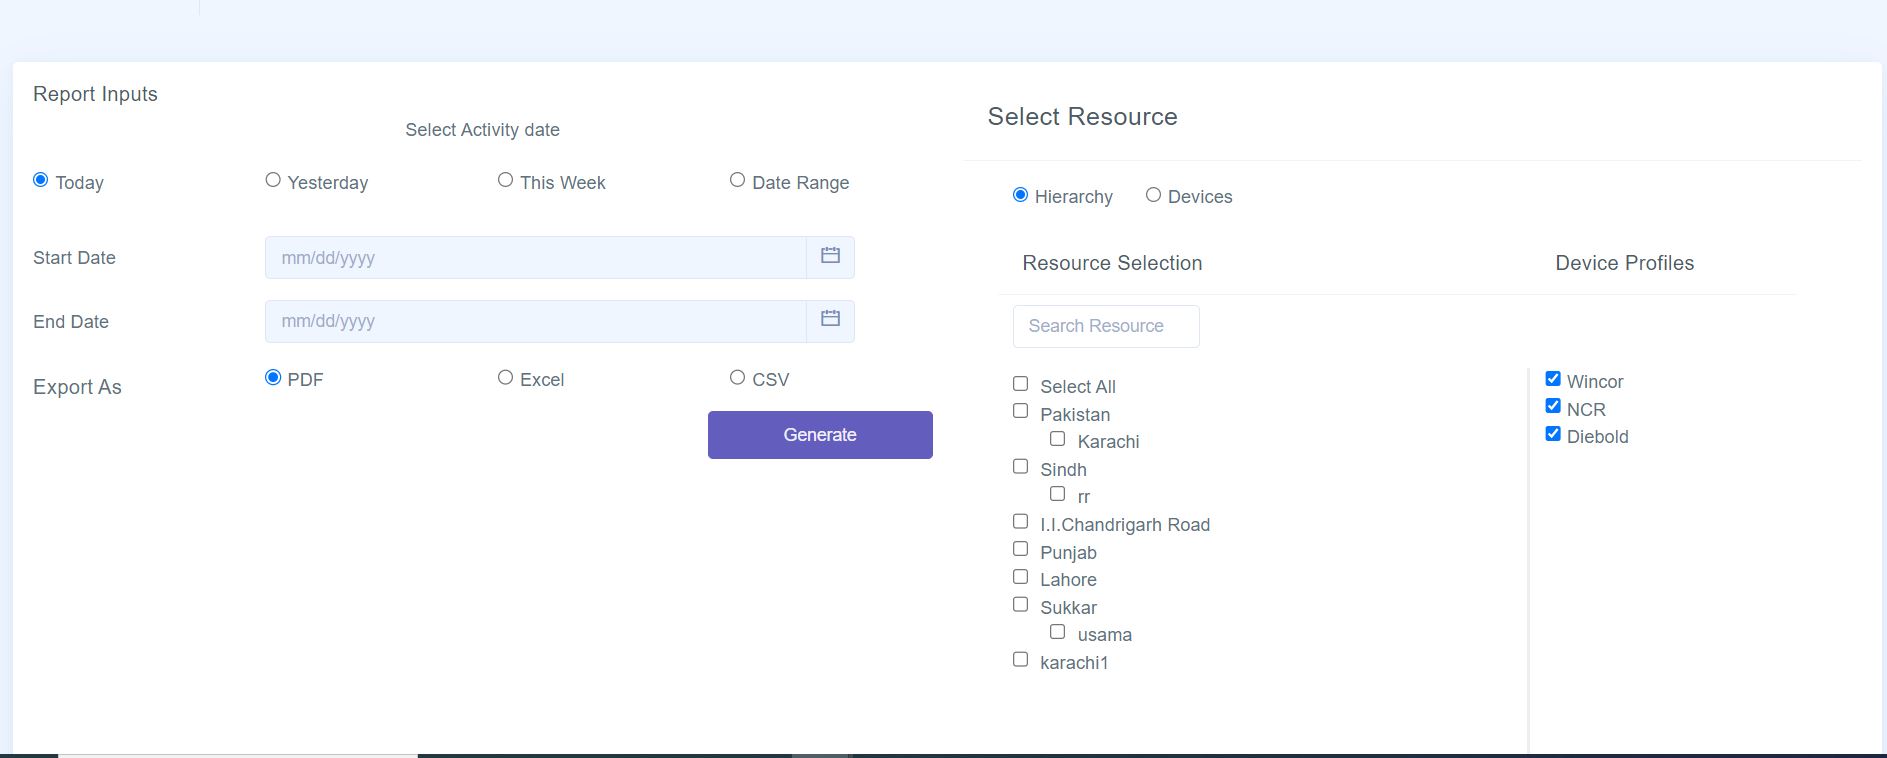 Report Inputs
Select Activity date
Today Yesterday This Week Date Range
Start Date mm/dd/yyyy
End Date mm/dd/yyyy
Export As PDF Excel CSV
Generate
Select Resource
Hierarchy Devices
Resource Selection Device Profiles
Search Resource
Select All
Pakistan
Karachi
Sindh
rr
I.I.Chandrigarh Road
Punjab
Lahore
Sukkar
usama
karachi1
Wincor
NCR
Diebold